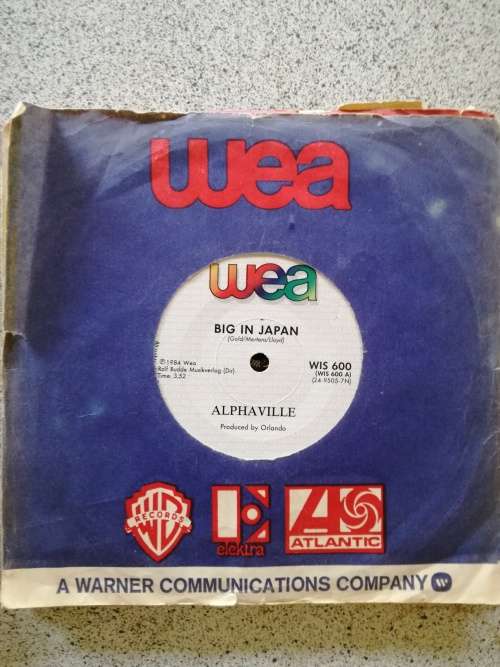 wea
wea
BIG IN JAPAN
(Gold/Mertens/Lloyd)
℗1984 Wea
Rolf Budde Musikverlag (Dir).
Time 3.52
WIS 600
(WIS 600 A)
(24-9505-7N)
ALPHAVILLE
Produced by Orlando
WB
RECORDS
E
elektra
A
ATLANTIC
A WARNER COMMUNICATIONS COMPANY